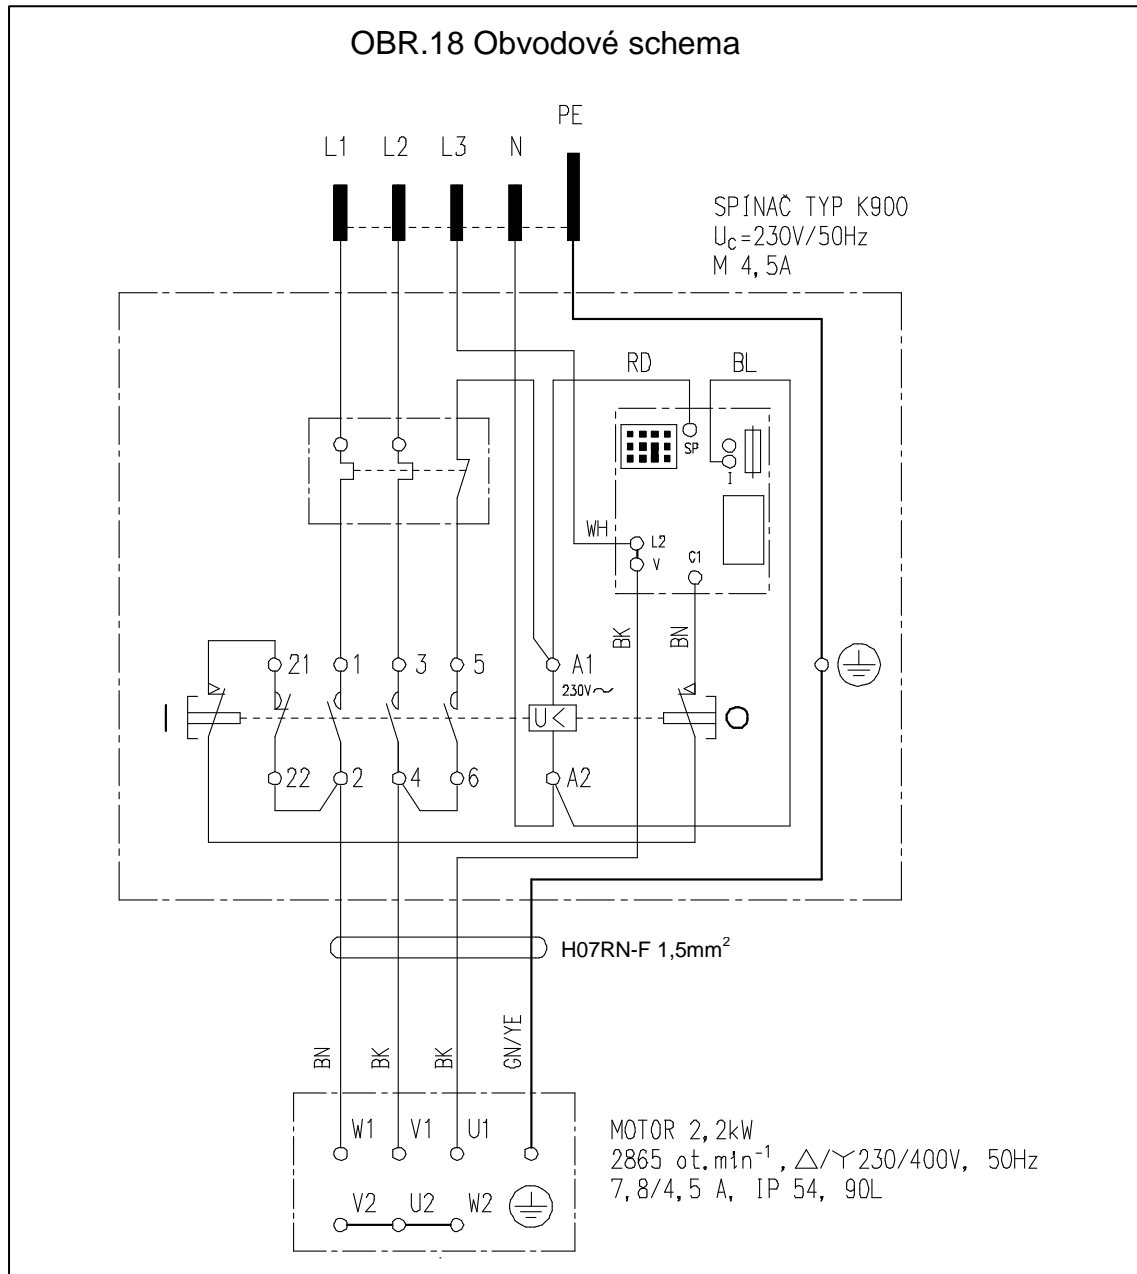 OBR.18 Obvodové schema
PE
L1 L2 L3 N
SPÍNAČ TYP K900
Uc=230V/50Hz
M 4,5A
RD BL
SP
I
WH L2
V C1
BK BN
21 1 3 5 A1
230V~
I U< O
22 2 4 6 A2
H07RN-F 1,5mm²
BN BK BK GN/YE
W1 V1 U1
V2 U2 W2
MOTOR 2,2kW
2865 ot.min⁻¹, △/Y 230/400V, 50Hz
7,8/4,5 A, IP 54, 90L